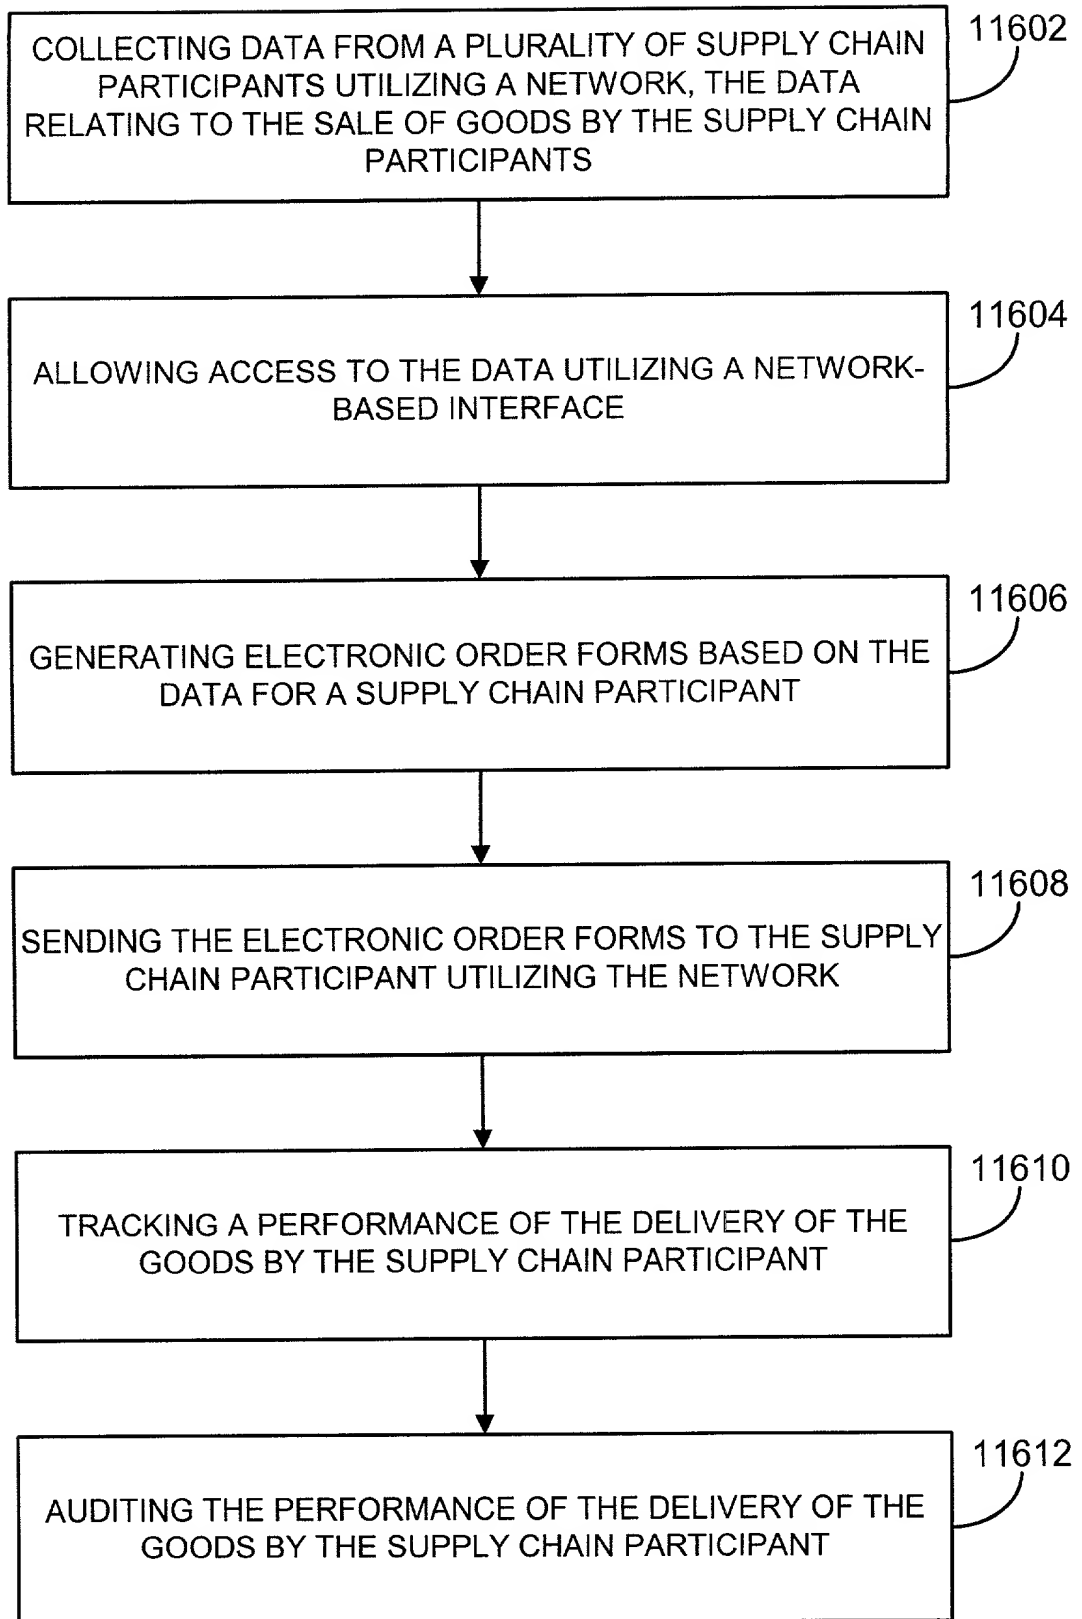 11602
COLLECTING DATA FROM A PLURALITY OF SUPPLY CHAIN
PARTICIPANTS UTILIZING A NETWORK, THE DATA
RELATING TO THE SALE OF GOODS BY THE SUPPLY CHAIN
PARTICIPANTS
11604
ALLOWING ACCESS TO THE DATA UTILIZING A NETWORK-
BASED INTERFACE
11606
GENERATING ELECTRONIC ORDER FORMS BASED ON THE
DATA FOR A SUPPLY CHAIN PARTICIPANT
11608
SENDING THE ELECTRONIC ORDER FORMS TO THE SUPPLY
CHAIN PARTICIPANT UTILIZING THE NETWORK
11610
TRACKING A PERFORMANCE OF THE DELIVERY OF THE
GOODS BY THE SUPPLY CHAIN PARTICIPANT
11612
AUDITING THE PERFORMANCE OF THE DELIVERY OF THE
GOODS BY THE SUPPLY CHAIN PARTICIPANT